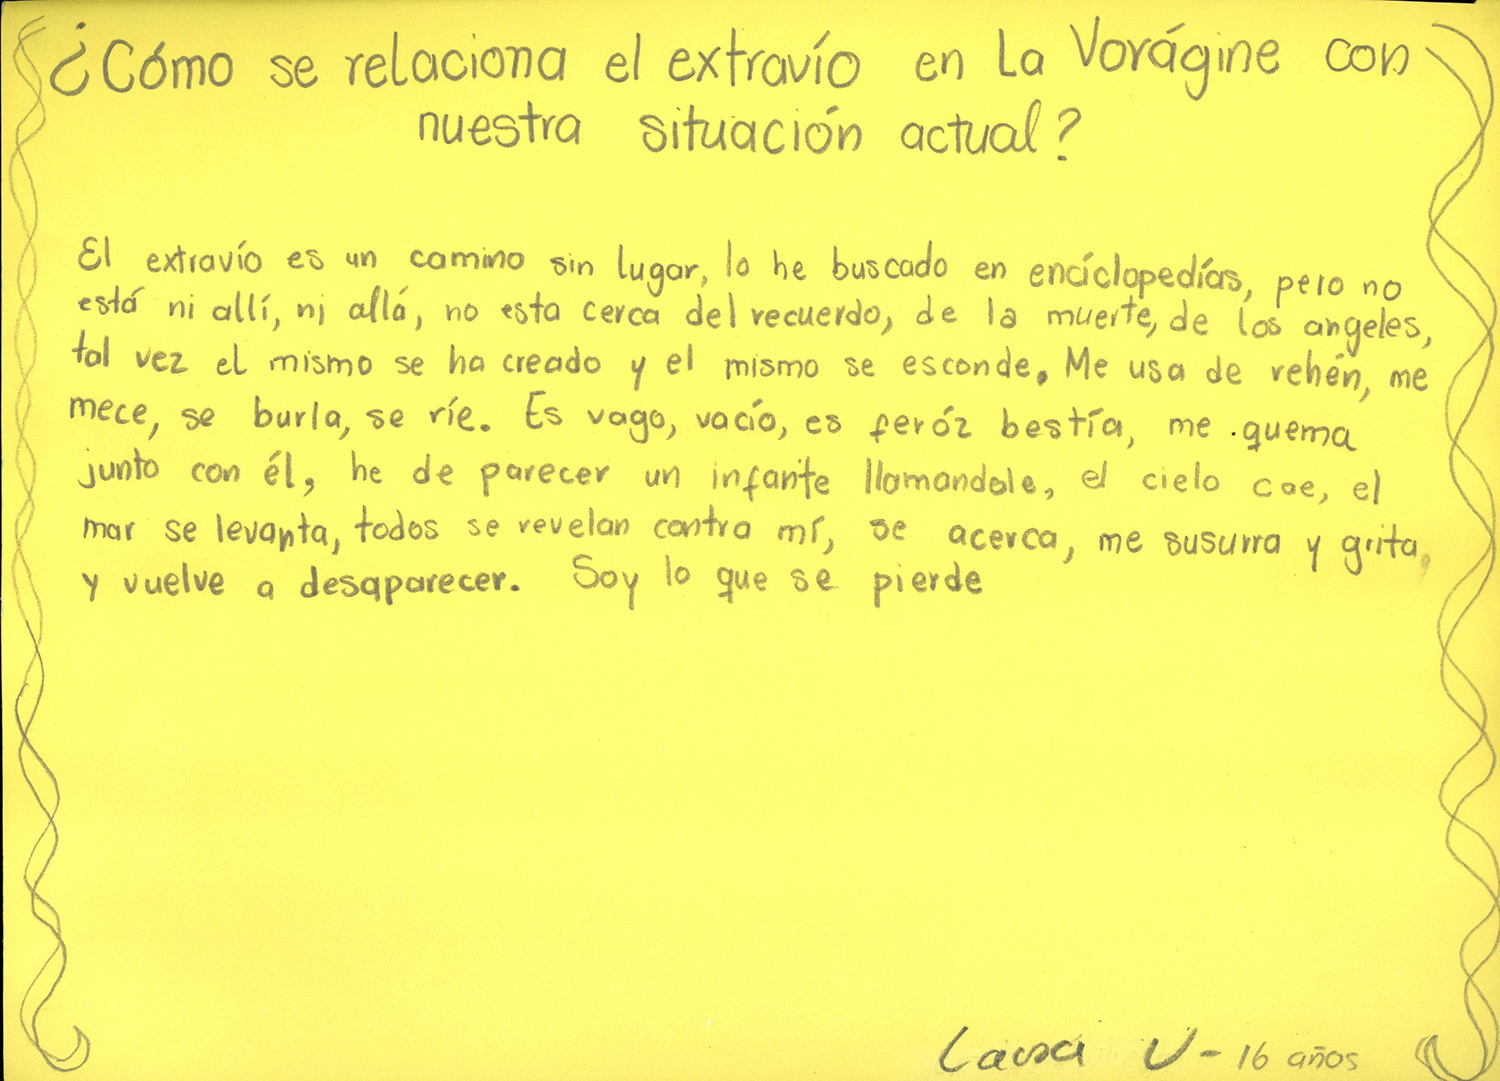 ¿Cómo se relaciona el extravío en La Vorágine con
nuestra situación actual?
El extravío es un camino sin lugar, lo he buscado en encíclopedías, pero no
está ni allí, ni allá, no esta cerca del recuerdo, de la muerte, de los angeles,
tal vez el mismo se ha creado y el mismo se esconde. Me usa de rehén, me
mece, se burla, se ríe. Es vago, vacío, es feróz bestía, me quema
junto con él, he de parecer un infante llamandole, el cielo cae, el
mar se levanta, todos se revelan contra mí, se acerca, me susurra y grita
y vuelve a desaparecer. Soy lo que se pierde
Laura U - 16 años